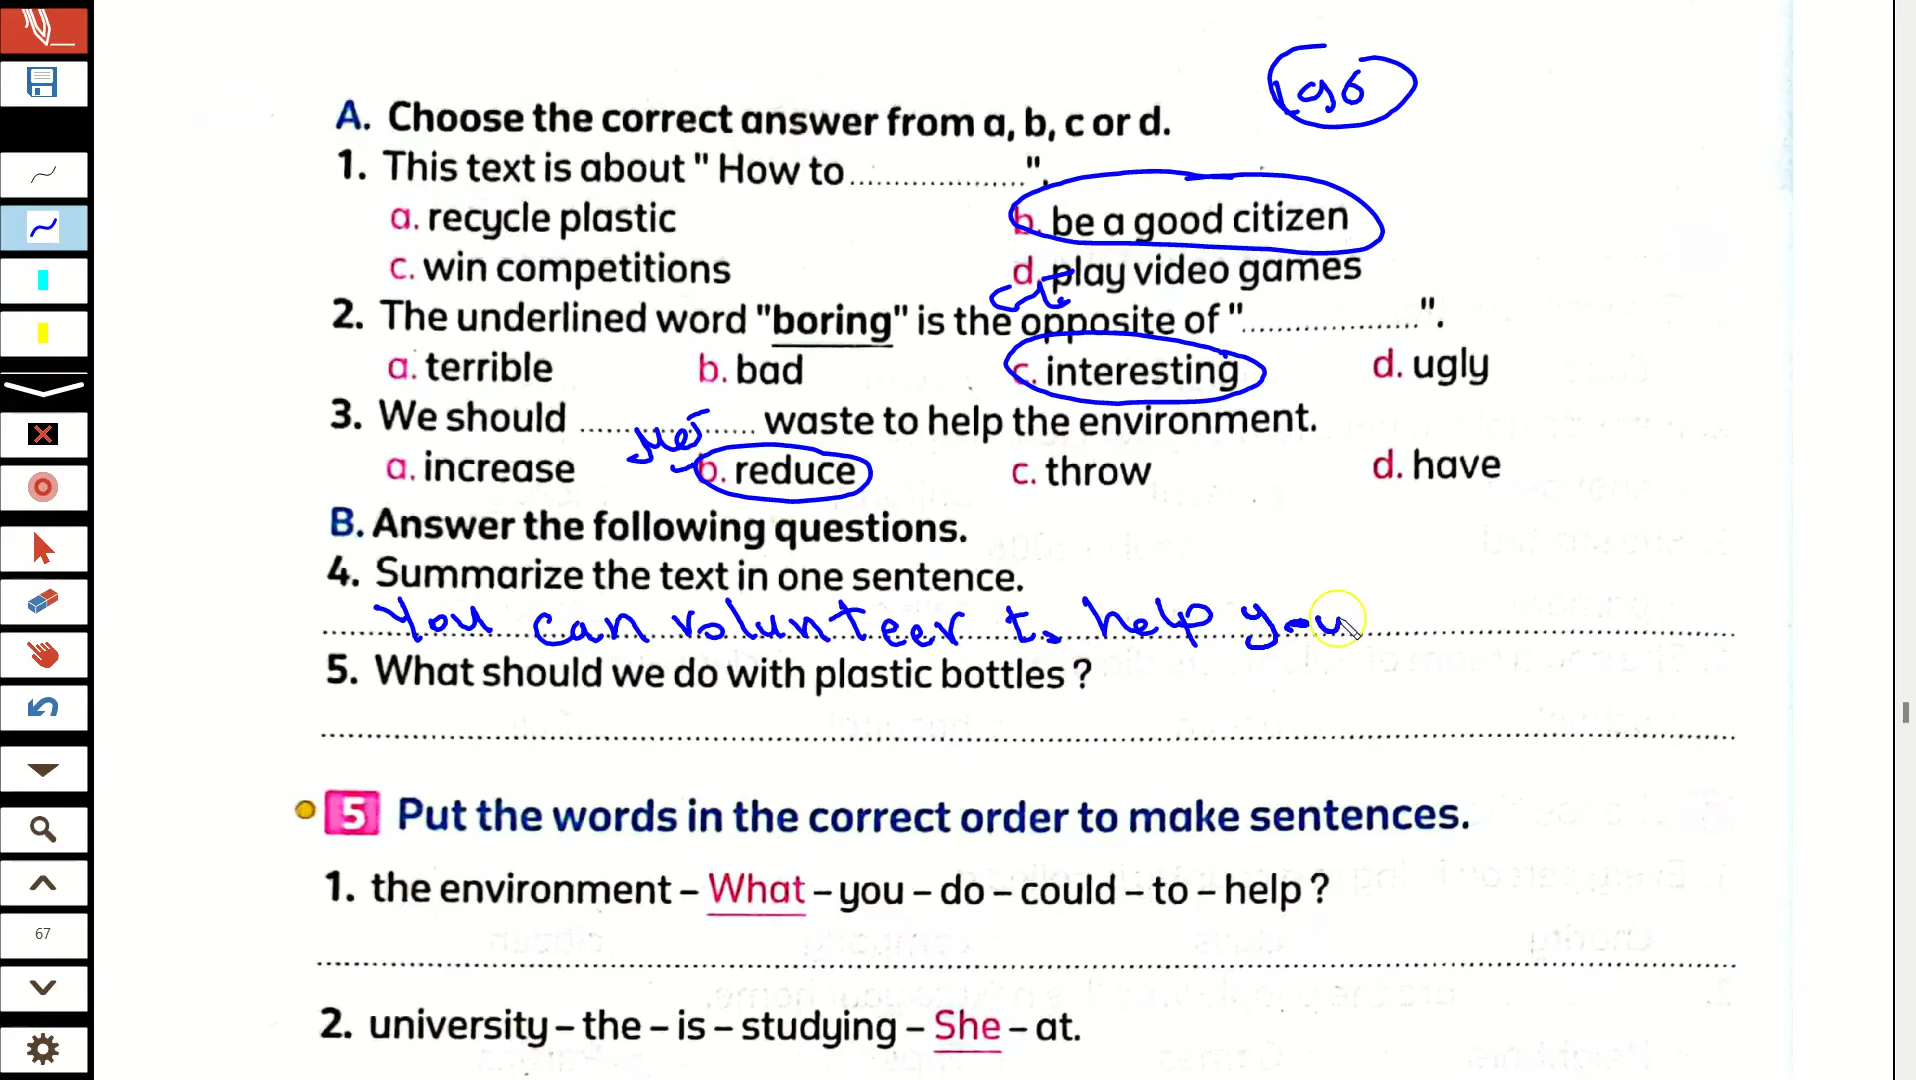 A. Choose the correct answer from a, b, c or d.
1. This text is about " How to ..................... ".
a. recycle plastic b. be a good citizen
c. win competitions d. play video games
2. The underlined word "boring" is the opposite of "..................... ".
a. terrible b. bad c. interesting d. ugly
3. We should ..................... waste to help the environment.
a. increase b. reduce c. throw d. have
B. Answer the following questions.
4. Summarize the text in one sentence.
You can volunteer to help you
5. What should we do with plastic bottles ?
5 Put the words in the correct order to make sentences.
1. the environment – What – you – do – could – to – help ?
2. university – the – is – studying – She – at.
67